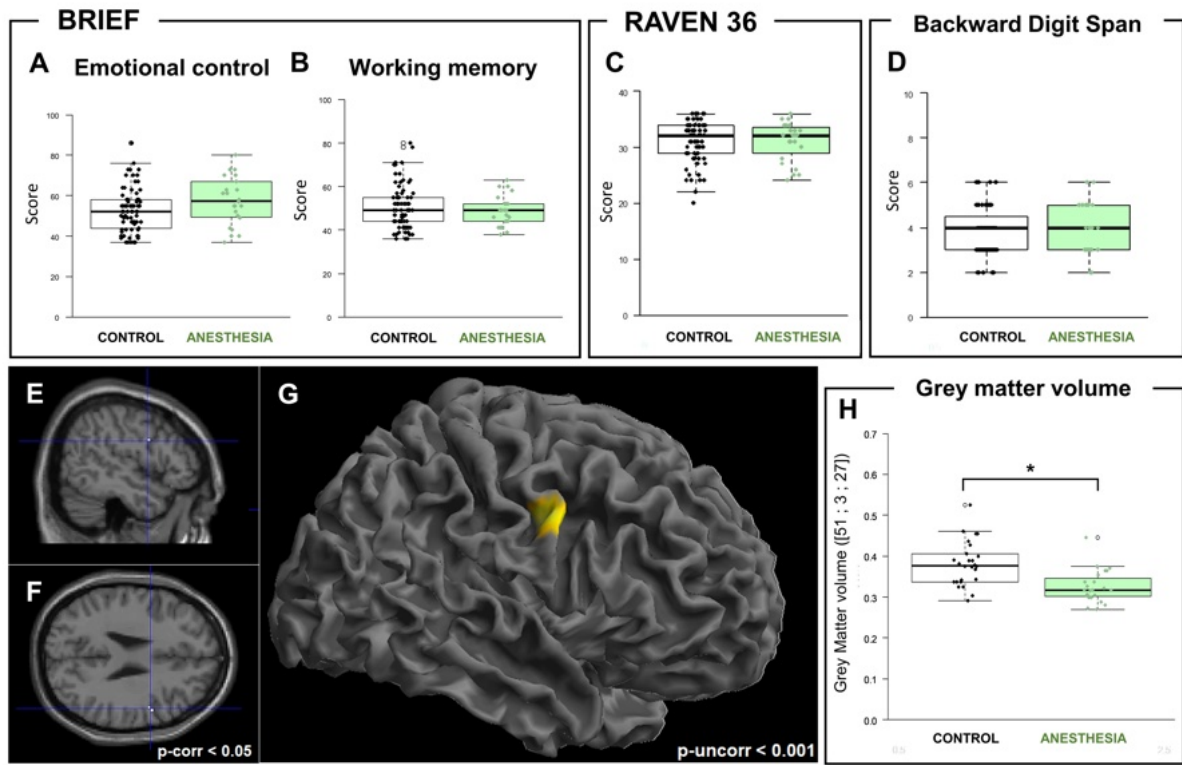 BRIEF
A Emotional control
Score
100
80
60
40
20
0
CONTROL ANESTHESIA
B Working memory
Score
100
80
60
40
20
0
CONTROL ANESTHESIA
RAVEN 36
C
Score
40
30
20
10
0
CONTROL ANESTHESIA
Backward Digit Span
D
Score
10
8
6
4
2
0
CONTROL ANESTHESIA
E
F
p-corr < 0.05
G
p-uncorr < 0.001
Grey matter volume
H
Grey Matter volume ([51 ; 3 ; 27])
0.7
0.6
0.5
0.4
0.3
0.2
0.1
0.0
*
CONTROL ANESTHESIA
0.5 2.5